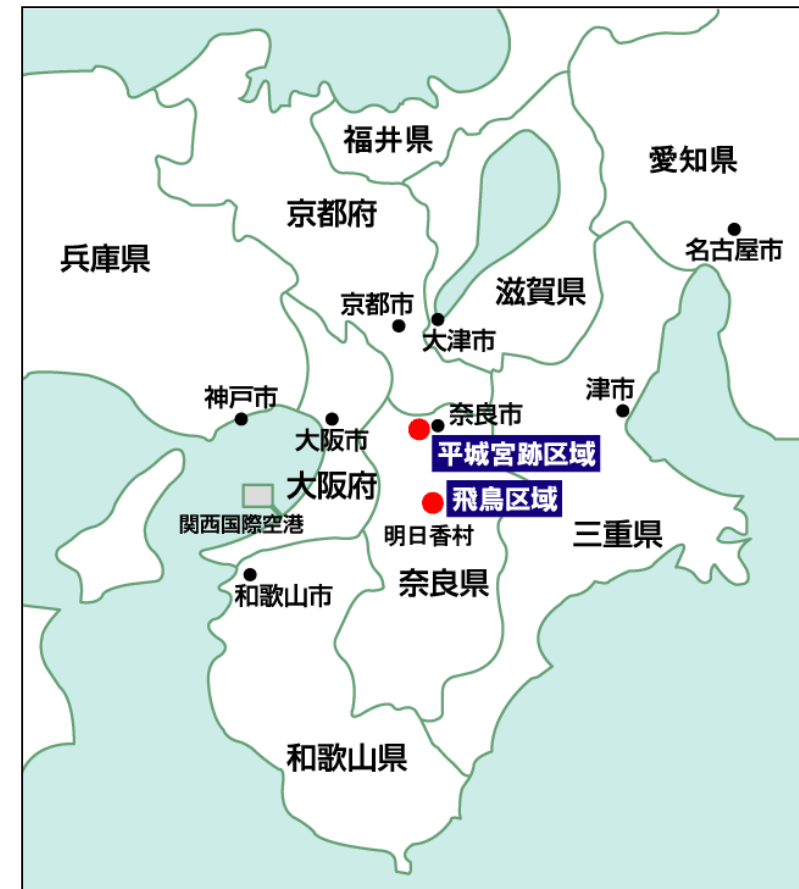 福井県
愛知県
京都府
名古屋市
兵庫県
滋賀県
京都市
大津市
神戸市
津市
奈良市
大阪市
平城宮跡区域
大阪府
飛鳥区域
関西国際空港
明日香村
三重県
奈良県
和歌山市
和歌山県